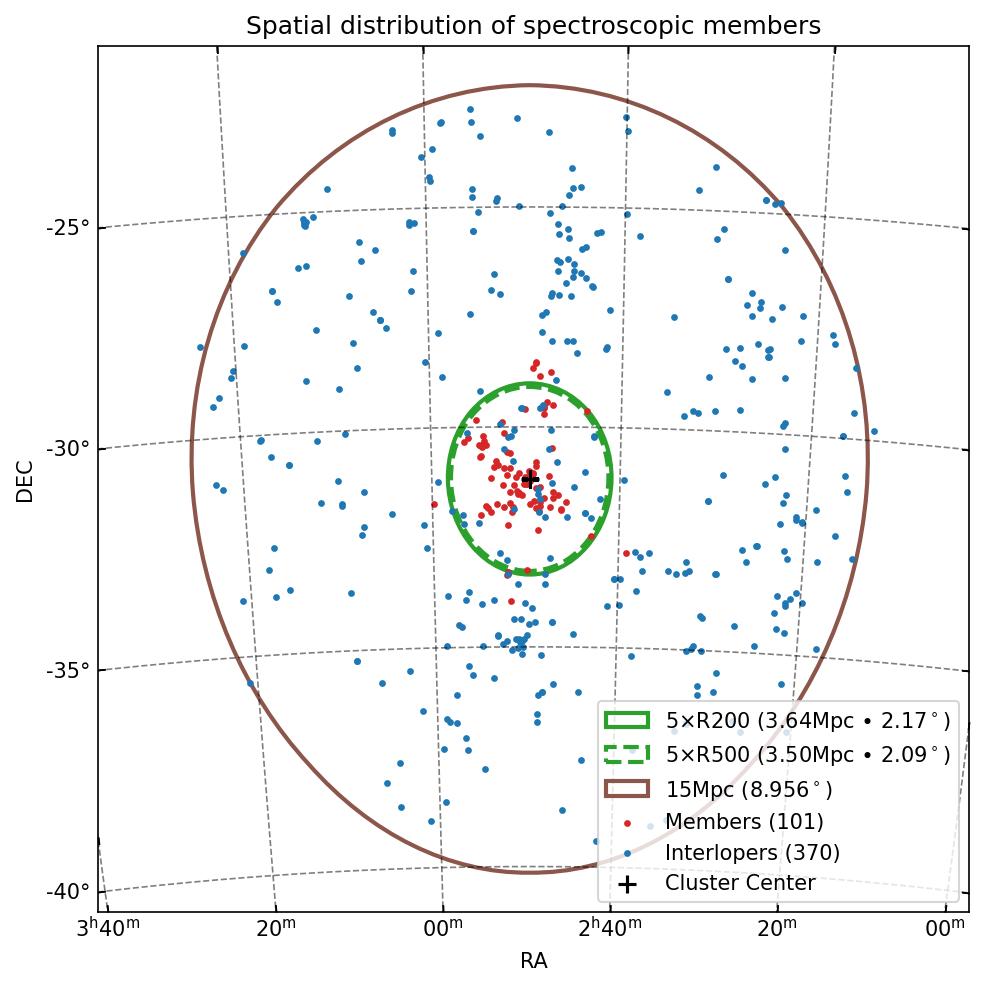 Spatial distribution of spectroscopic members
-25°
-30°
-35°
-40°
DEC
5×R200 (3.64Mpc • 2.17°)
5×R500 (3.50Mpc • 2.09°)
15Mpc (8.956°)
Members (101)
Interlopers (370)
Cluster Center
3h40m 20m 00m 2h40m 20m 00m
RA